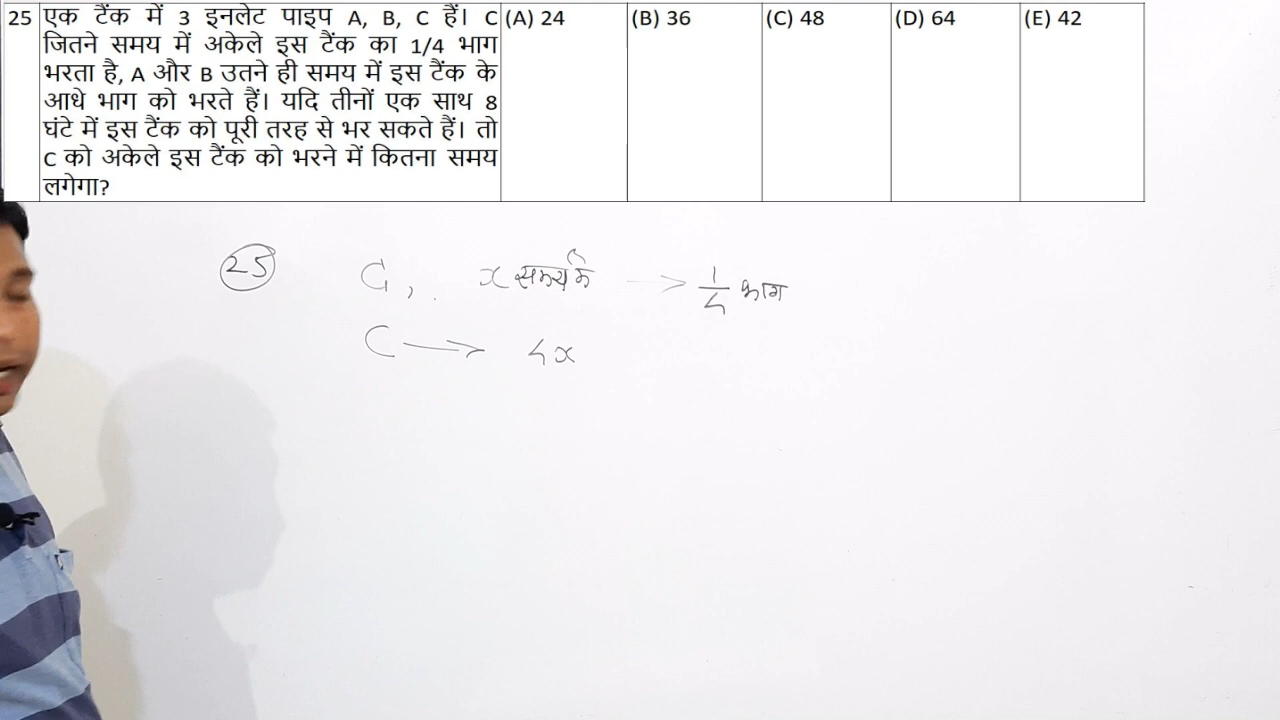 25
एक टैंक में 3 इनलेट पाइप A, B, C हैं। C
जितने समय में अकेले इस टैंक का 1/4 भाग
भरता है, A और B उतने ही समय में इस टैंक के
आधे भाग को भरते हैं। यदि तीनों एक साथ 8
घंटे में इस टैंक को पूरी तरह से भर सकते हैं। तो
C को अकेले इस टैंक को भरने में कितना समय
लगेगा?
(A) 24
(B) 36
(C) 48
(D) 64
(E) 42
25
C, x समय में → 1/4 भाग
C → 4x